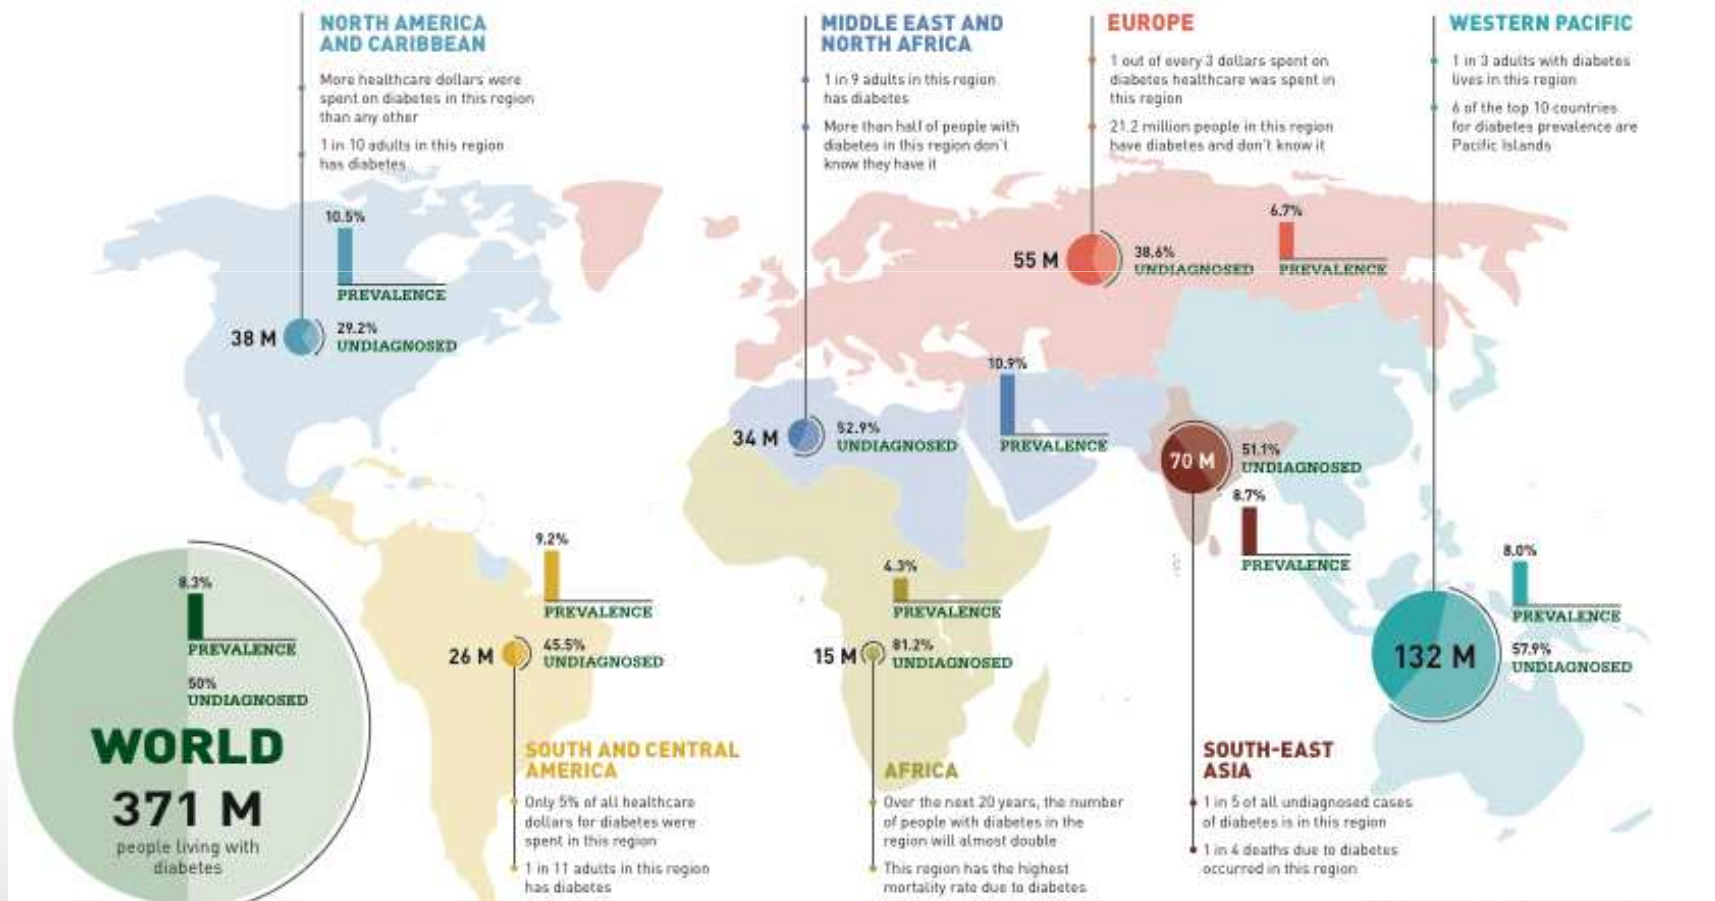 NORTH AMERICA
AND CARIBBEAN
More healthcare dollars were
spent on diabetes in this region
than any other
1 in 10 adults in this region
has diabetes
10.5%
PREVALENCE
38 M
29.2%
UNDIAGNOSED
MIDDLE EAST AND
NORTH AFRICA
1 in 9 adults in this region
has diabetes
More than half of people with
diabetes in this region don't
know they have it
34 M
52.9%
UNDIAGNOSED
10.9%
PREVALENCE
EUROPE
1 out of every 3 dollars spent on
diabetes healthcare was spent in
this region
21.2 million people in this region
have diabetes and don't know it
55 M
38.6%
UNDIAGNOSED
6.7%
PREVALENCE
WESTERN PACIFIC
1 in 3 adults with diabetes
lives in this region
6 of the top 10 countries
for diabetes prevalence are
Pacific Islands
8.0%
PREVALENCE
132 M
57.9%
UNDIAGNOSED
8.3%
PREVALENCE
50%
UNDIAGNOSED
WORLD
371 M
people living with
diabetes
9.2%
PREVALENCE
26 M
45.5%
UNDIAGNOSED
SOUTH AND CENTRAL
AMERICA
Only 5% of all healthcare
dollars for diabetes were
spent in this region
1 in 11 adults in this region
has diabetes
4.3%
PREVALENCE
15 M
81.2%
UNDIAGNOSED
AFRICA
Over the next 20 years, the number
of people with diabetes in the
region will almost double
This region has the highest
mortality rate due to diabetes
70 M
51.1%
UNDIAGNOSED
8.7%
PREVALENCE
SOUTH-EAST
ASIA
1 in 5 of all undiagnosed cases
of diabetes is in this region
1 in 4 deaths due to diabetes
occurred in this region